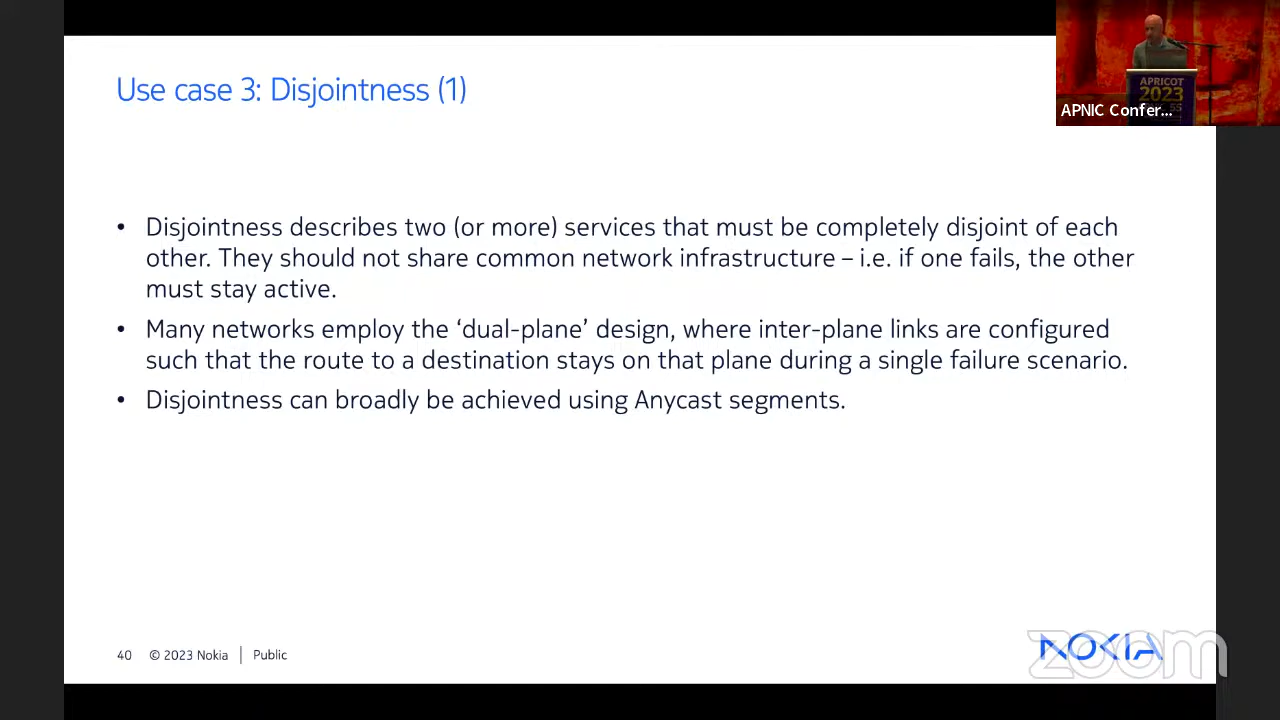 Use case 3: Disjointness (1)
APRICOT
2023
APNIC Confer...
• Disjointness describes two (or more) services that must be completely disjoint of each
other. They should not share common network infrastructure – i.e. if one fails, the other
must stay active.
• Many networks employ the ‘dual-plane’ design, where inter-plane links are configured
such that the route to a destination stays on that plane during a single failure scenario.
• Disjointness can broadly be achieved using Anycast segments.
40 © 2023 Nokia | Public
NOKIA
zoom